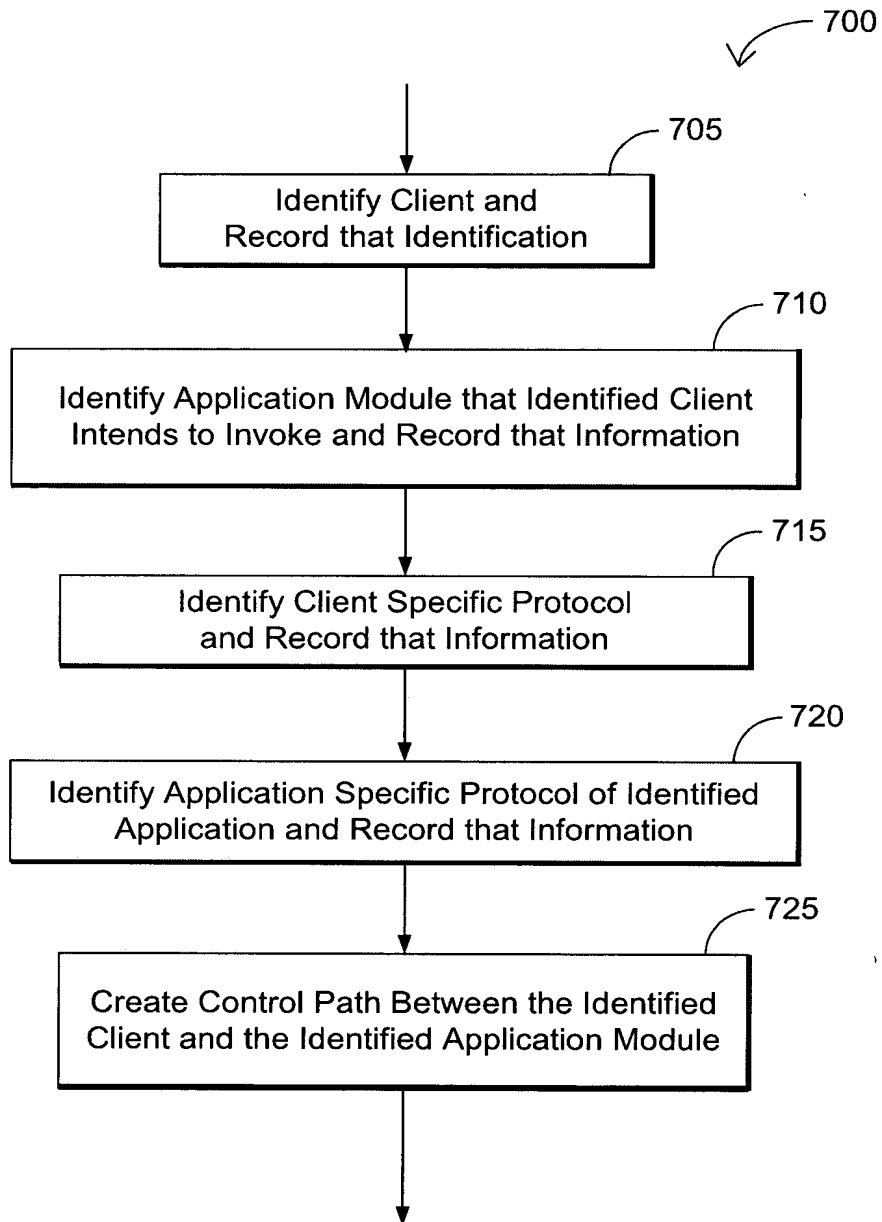 700
705
Identify Client and
Record that Identification
710
Identify Application Module that Identified Client
Intends to Invoke and Record that Information
715
Identify Client Specific Protocol
and Record that Information
720
Identify Application Specific Protocol of Identified
Application and Record that Information
725
Create Control Path Between the Identified
Client and the Identified Application Module